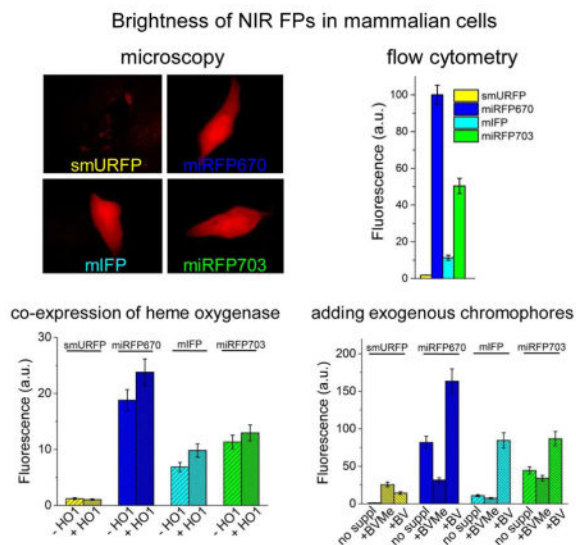 Brightness of NIR FPs in mammalian cells
microscopy
smURFP
miRFP670
mIFP
miRFP703
flow cytometry
Fluorescence (a.u.)
100
80
60
40
20
0
smURFP
miRFP670
mIFP
miRFP703
co-expression of heme oxygenase
Fluorescence (a.u.)
30
20
10
0
smURFP miRFP670 mIFP miRFP703
- HO1 + HO1 - HO1 + HO1 - HO1 + HO1 - HO1 + HO1
adding exogenous chromophores
Fluorescence (a.u.)
200
150
100
50
0
smURFP miRFP670 mIFP miRFP703
no suppl +BVMe +BV no suppl +BVMe +BV no suppl +BVMe +BV no suppl +BVMe +BV